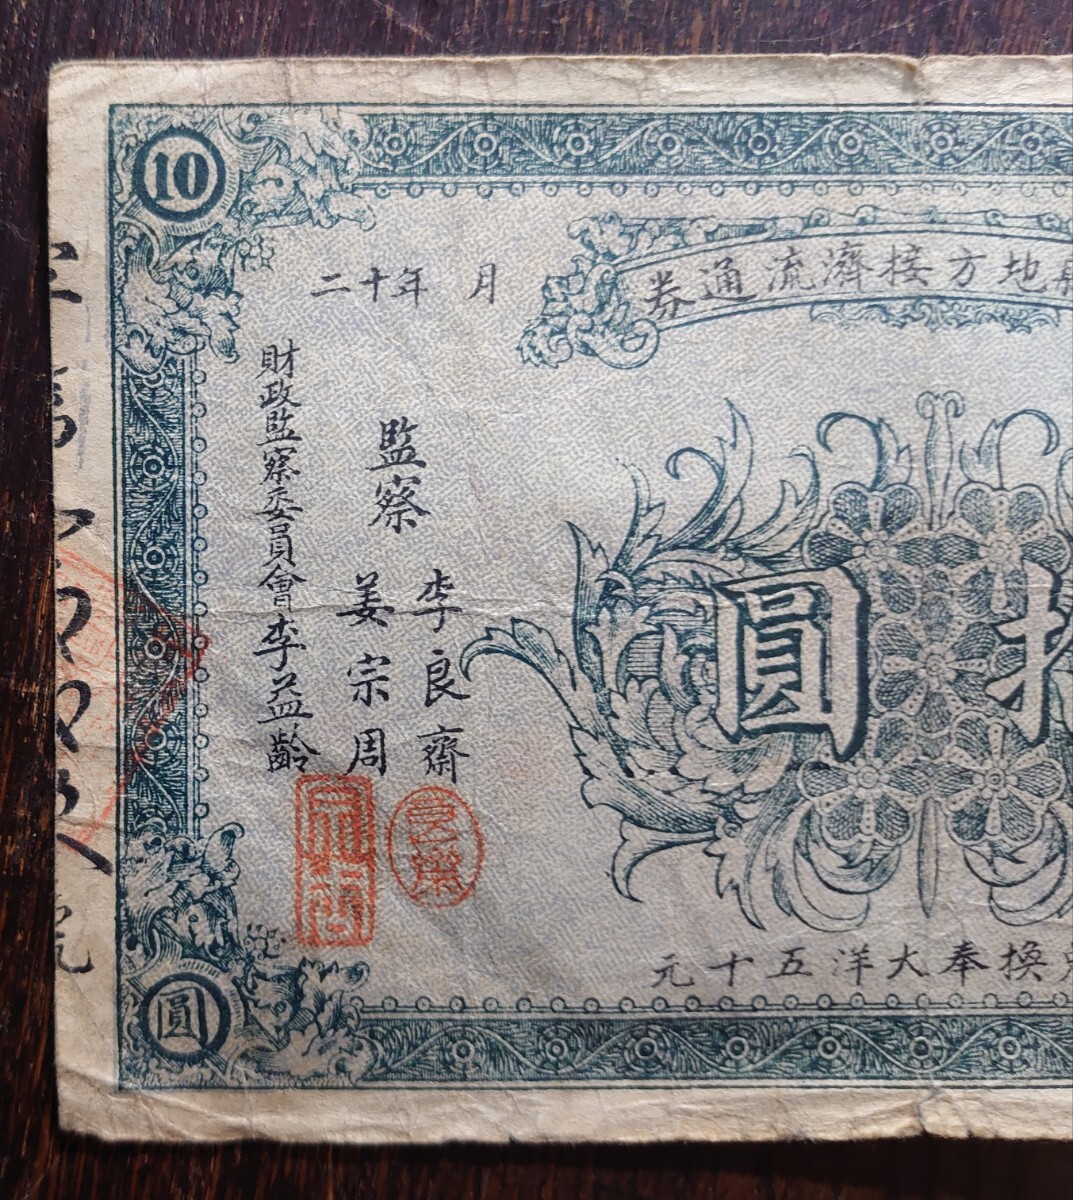 10
地方接濟流通券
二十年 月
監察 李良齋
姜宗周
財政監察委員會李益齡
圓
換奉大洋五十元
圓
號